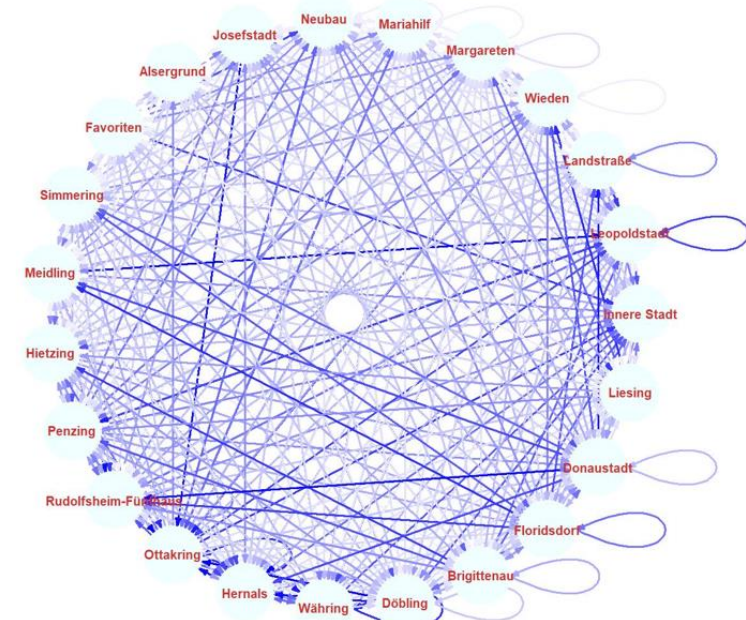 Neubau
Mariahilf
Josefstadt
Margareten
Alsergrund
Wieden
Favoriten
Landstraße
Simmering
Leopoldstadt
Meidling
Innere Stadt
Hietzing
Liesing
Penzing
Donaustadt
Rudolfsheim-Fünfhaus
Floridsdorf
Ottakring
Brigittenau
Hernals
Döbling
Währing